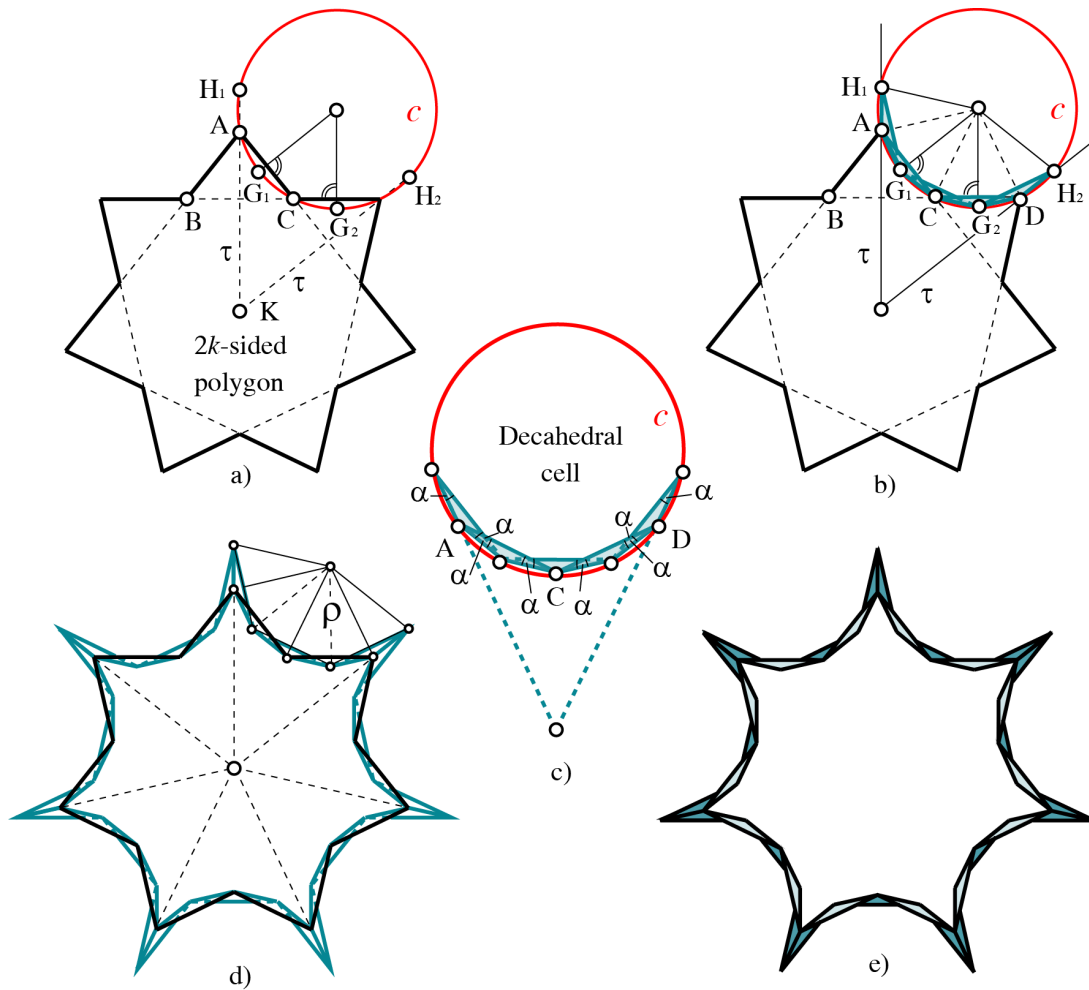 H₁
c
A
G₁
H₂
B
C
G₂
τ
τ
K
2k-sided
polygon
a)
H₁
c
A
G₁
H₂
B
C
G₂
D
τ
τ
b)
c
Decahedral
cell
α
α
A
α
α
D
α
α
α
C
α
c)
ρ
d)
e)